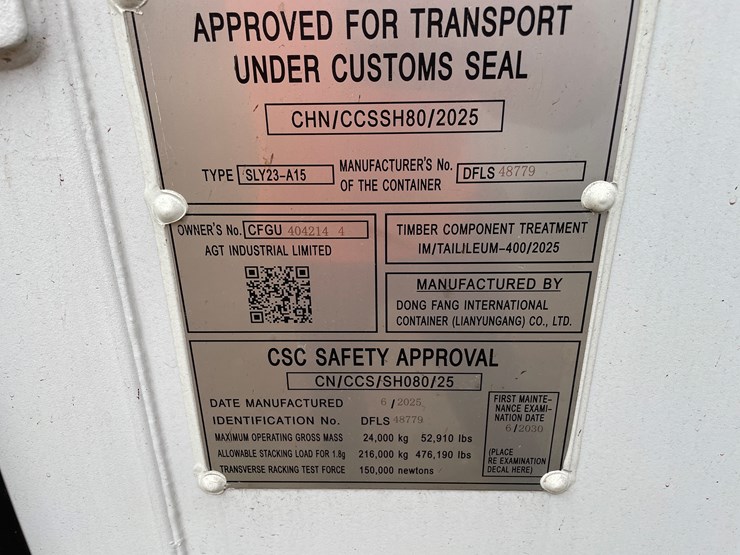 APPROVED FOR TRANSPORT
UNDER CUSTOMS SEAL
CHN/CCSSH80/2025
TYPE SLY23-A15
MANUFACTURER'S No.
OF THE CONTAINER
DFLS 48779
OWNER'S No. CFGU 404214 4
AGT INDUSTRIAL LIMITED
TIMBER COMPONENT TREATMENT
IM/TAILILEUM-400/2025
MANUFACTURED BY
DONG FANG INTERNATIONAL
CONTAINER (LIANYUNGANG) CO., LTD.
CSC SAFETY APPROVAL
CN/CCS/SH080/25
DATE MANUFACTURED 6 / 2025
IDENTIFICATION No. DFLS 48779
MAXIMUM OPERATING GROSS MASS 24,000 kg 52,910 lbs
ALLOWABLE STACKING LOAD FOR 1.8g 216,000 kg 476,190 lbs
TRANSVERSE RACKING TEST FORCE 150,000 newtons
FIRST MAINTE-
NANCE EXAMI-
NATION DATE
6/2030
(PLACE
RE EXAMINATION
DECAL HERE)